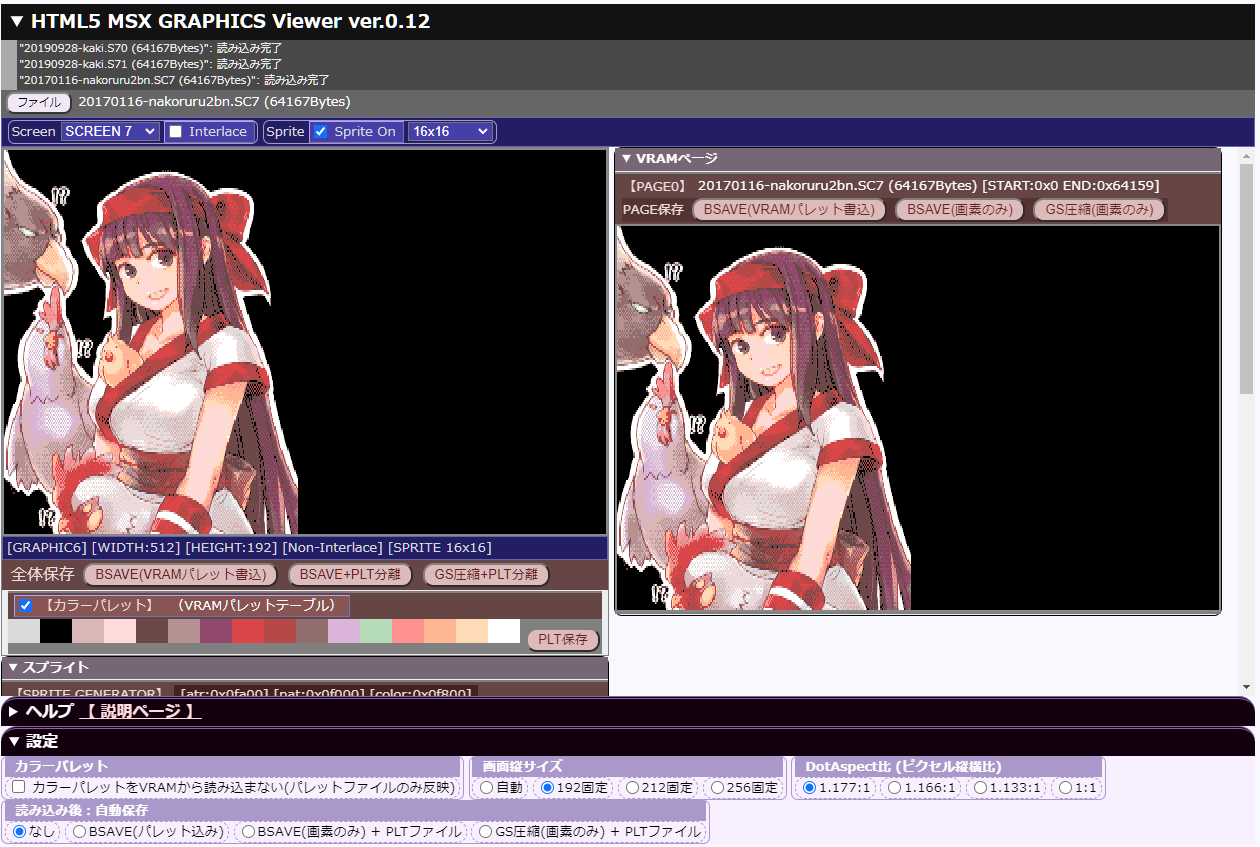 ▼ HTML5 MSX GRAPHICS Viewer ver.0.12
"20190928-kaki.S70 (64167Bytes)": 読み込み完了
"20190928-kaki.S71 (64167Bytes)": 読み込み完了
"20170116-nakoruru2bn.SC7 (64167Bytes)": 読み込み完了
ファイル 20170116-nakoruru2bn.SC7 (64167Bytes)
Screen SCREEN 7 Interlace Sprite Sprite On 16x16
!?
!?
!?
[GRAPHIC6] [WIDTH:512] [HEIGHT:192] [Non-Interlace] [SPRITE 16x16]
全体保存 BSAVE(VRAMパレット書込) BSAVE+PLT分離 GS圧縮+PLT分離
【カラーパレット】 （VRAMパレットテーブル）
PLT保存
▼ スプライト
【SPRITE GENERATOR】 [atr:0x0fa00] [pat:0x0f000] [color:0x0f800]
▼ VRAMページ
【PAGE0】 20170116-nakoruru2bn.SC7 (64167Bytes) [START:0x0 END:0x64159]
PAGE保存 BSAVE(VRAMパレット書込) BSAVE(画素のみ) GS圧縮(画素のみ)
!?
!?
!?
▶ ヘルプ 【 説明ページ 】
▼ 設定
カラーパレット
カラーパレットをVRAMから読み込まない(パレットファイルのみ反映)
画面縦サイズ
自動 192固定 212固定 256固定
DotAspect比 (ピクセル縦横比)
1.177:1 1.166:1 1.133:1 1:1
読み込み後：自動保存
なし BSAVE(パレット込み) BSAVE(画素のみ) + PLTファイル GS圧縮(画素のみ) + PLTファイル